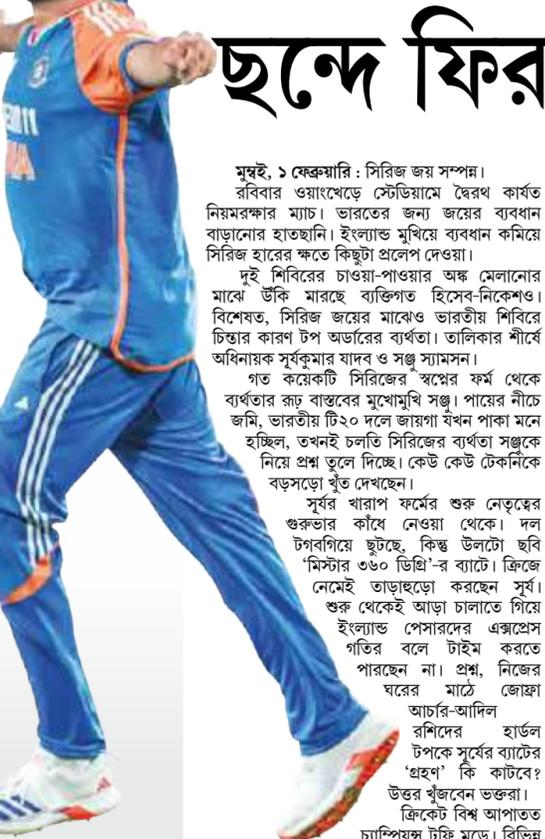 ছন্দে ফির
মুম্বই, ১ ফেব্রুয়ারি : সিরিজ জয় সম্পন্ন।
রবিবার ওয়াংখেড়ে স্টেডিয়ামে দ্বৈরথ কার্যত
নিয়মরক্ষার ম্যাচ। ভারতের জন্য জয়ের ব্যবধান
বাড়ানোর হাতছানি। ইংল্যান্ড মুখিয়ে ব্যবধান কমিয়ে
সিরিজ হারের ক্ষতে কিছুটা প্রলেপ দেওয়া।
দুই শিবিরের চাওয়া-পাওয়ার অঙ্ক মেলানোর
মাঝে উঁকি মারছে ব্যক্তিগত হিসেব-নিকেশও।
বিশেষত, সিরিজ জয়ের মাঝেও ভারতীয় শিবিরে
চিন্তার কারণ টপ অর্ডারের ব্যর্থতা। তালিকার শীর্ষে
অধিনায়ক সূর্যকুমার যাদব ও সঞ্জু স্যামসন।
গত কয়েকটি সিরিজের স্বপ্নের ফর্ম থেকে
ব্যর্থতার রূঢ় বাস্তবের মুখোমুখি সঞ্জু। পায়ের নীচে
জমি, ভারতীয় টি২০ দলে জায়গা যখন পাকা মনে
হচ্ছিল, তখনই চলতি সিরিজের ব্যর্থতা সঞ্জুকে
নিয়ে প্রশ্ন তুলে দিচ্ছে। কেউ কেউ টেকনিকে
বড়সড়ো খুঁত দেখছেন।
সূর্যর খারাপ ফর্মের শুরু নেতৃত্বের
গুরুভার কাঁধে নেওয়া থেকে। দল
টগবগিয়ে ছুটছে, কিন্তু উলটো ছবি
‘মিস্টার ৩৬০ ডিগ্রি’-র ব্যাটে। ক্রিজে
নেমেই তাড়াহুড়ো করছেন সূর্য।
শুরু থেকেই আড়া চালাতে গিয়ে
ইংল্যান্ড পেসারদের এক্সপ্রেস
গতির বলে টাইম করতে
পারছেন না। প্রশ্ন, নিজের
ঘরের মাঠে জোফ্রা
আর্চার-আদিল
রশিদের হার্ডল
টপকে সূর্যের ব্যাটের
‘গ্রহণ’ কি কাটবে?
উত্তর খুঁজবেন ভক্তরা।
ক্রিকেট বিশ্ব আপাতত
চ্যাম্পিয়ন্স ট্রফি মুডে। বিভিন্ন